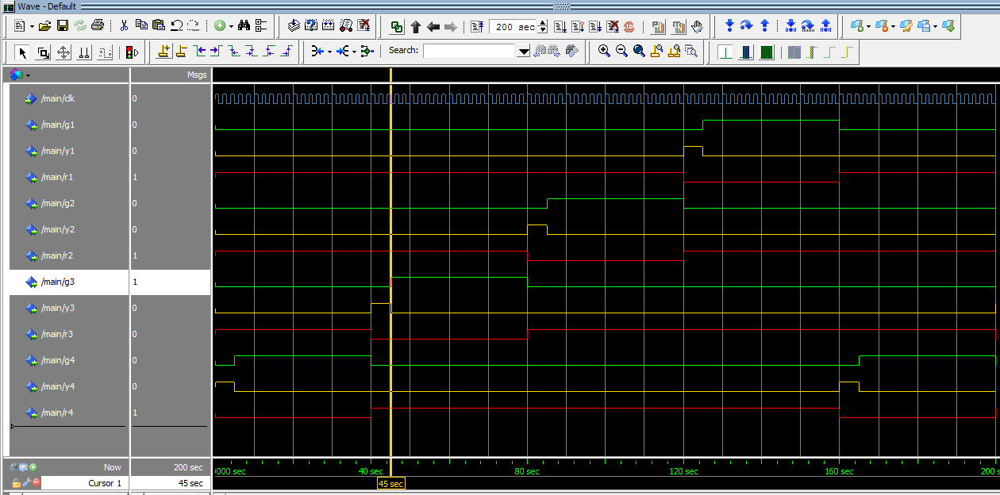 Wave - Default
200 sec
Search:
Msgs
/main/clk 0
/main/g1 0
/main/y1 0
/main/r1 1
/main/g2 0
/main/y2 0
/main/r2 1
/main/g3 1
/main/y3 0
/main/r3 0
/main/g4 0
/main/y4 0
/main/r4 1
Now 200 sec 0000 sec 40 sec 80 sec 120 sec 160 sec 200 s
Cursor 1 45 sec 45 sec